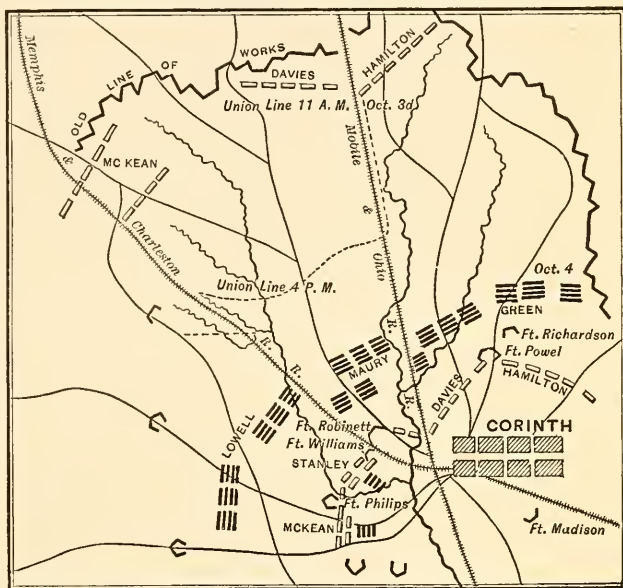 Memphis
& Charleston R. R.
OLD LINE OF WORKS
DAVIES
Union Line 11 A.M. Oct. 3d
HAMILTON
MC KEAN
Mobile & Ohio R. R.
Union Line 4 P.M.
Oct. 4
GREEN
Ft. Richardson
Ft. Powel
HAMILTON
MAURY
DAVIES
CORINTH
LOWELL
Ft. Robinett
Ft. Williams
STANLEY
Ft. Philips
MCKEAN
Ft. Madison